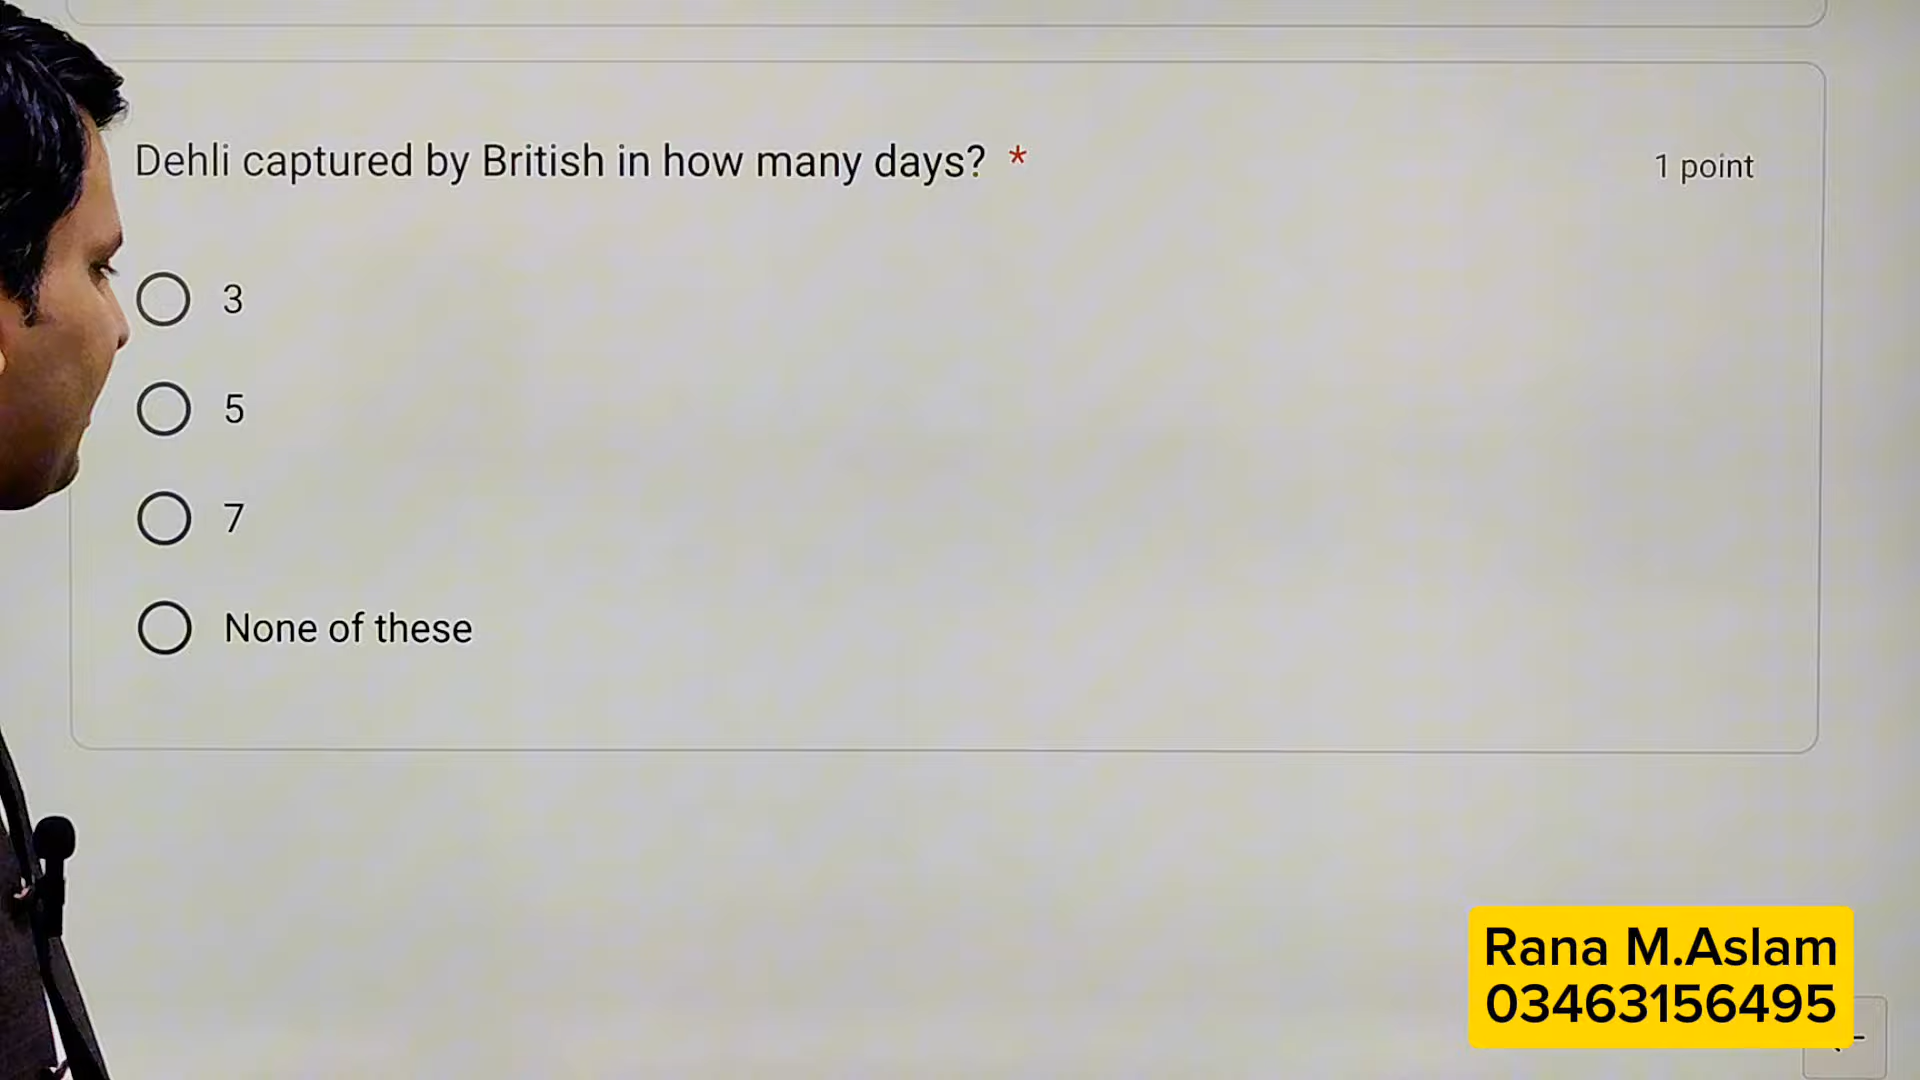 Dehli captured by British in how many days? *
1 point
3
5
7
None of these
Rana M.Aslam
03463156495